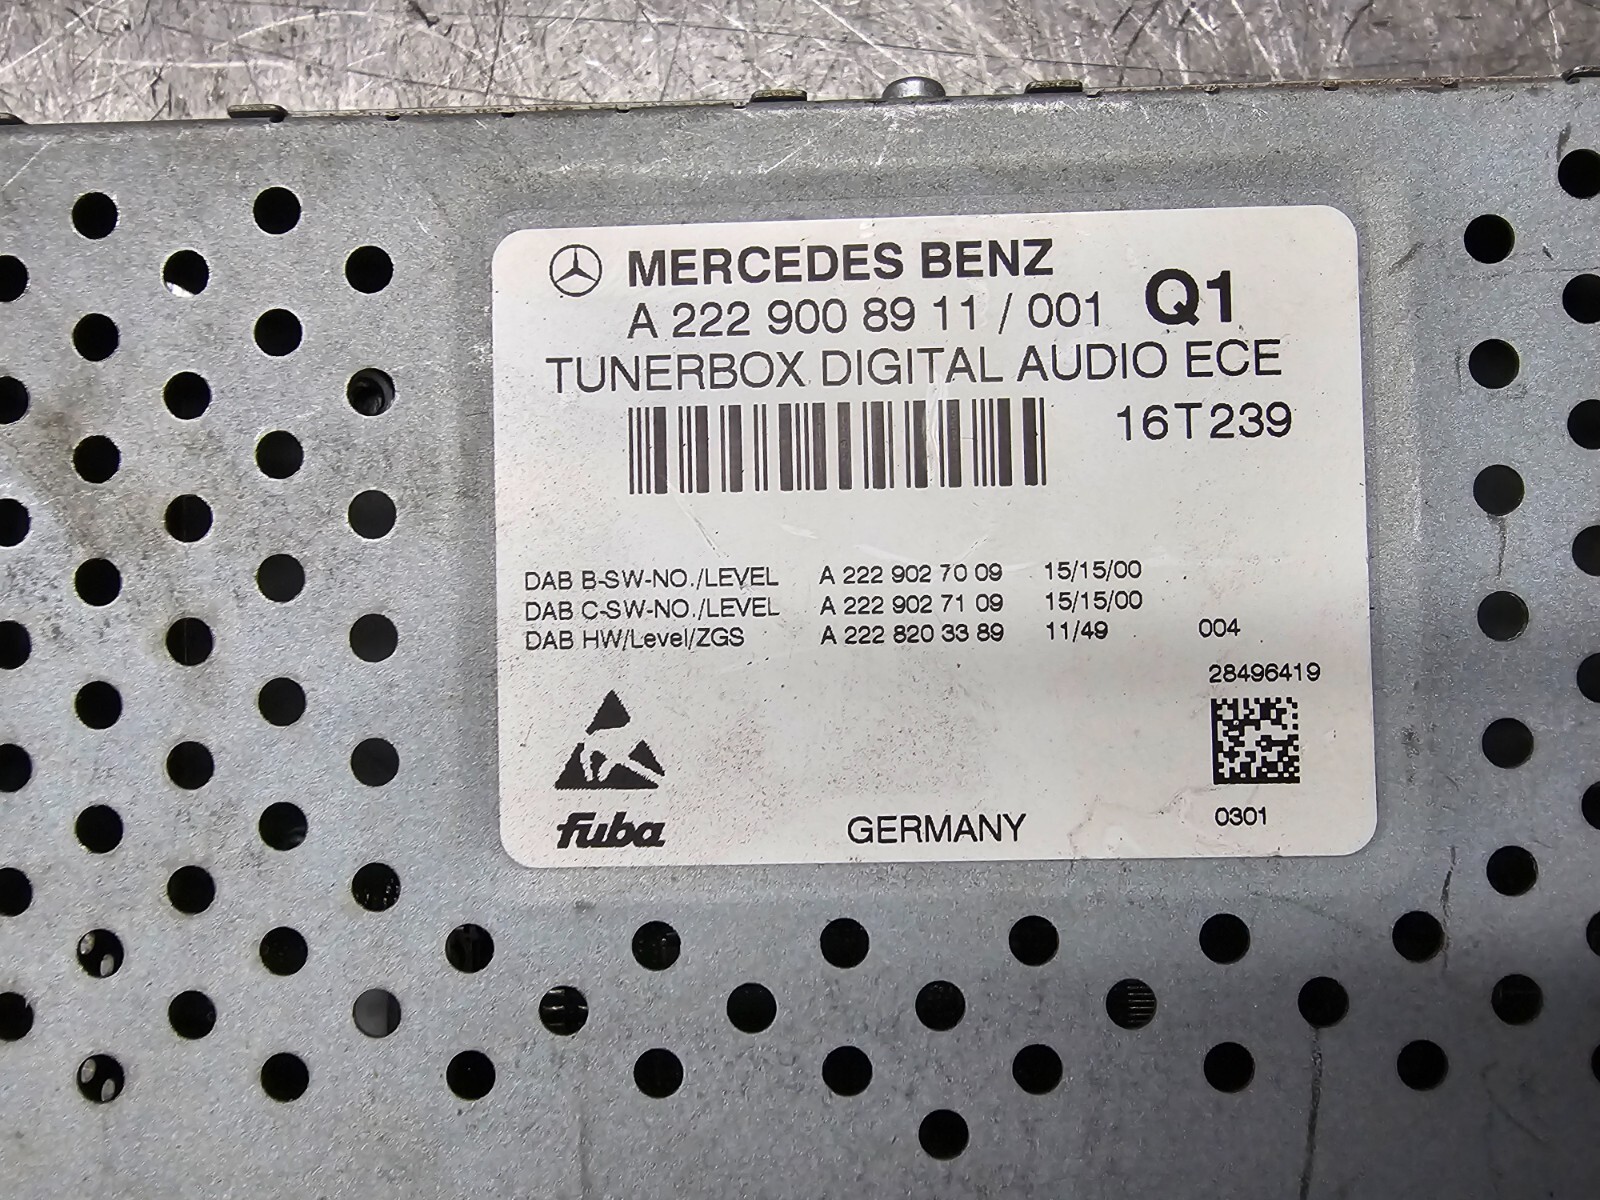 MERCEDES BENZ
A 222 900 89 11 / 001 Q1
TUNERBOX DIGITAL AUDIO ECE
16T239
DAB B-SW-NO./LEVEL A 222 902 70 09 15/15/00
DAB C-SW-NO./LEVEL A 222 902 71 09 15/15/00
DAB HW/Level/ZGS A 222 820 33 89 11/49 004
28496419
fuba GERMANY 0301